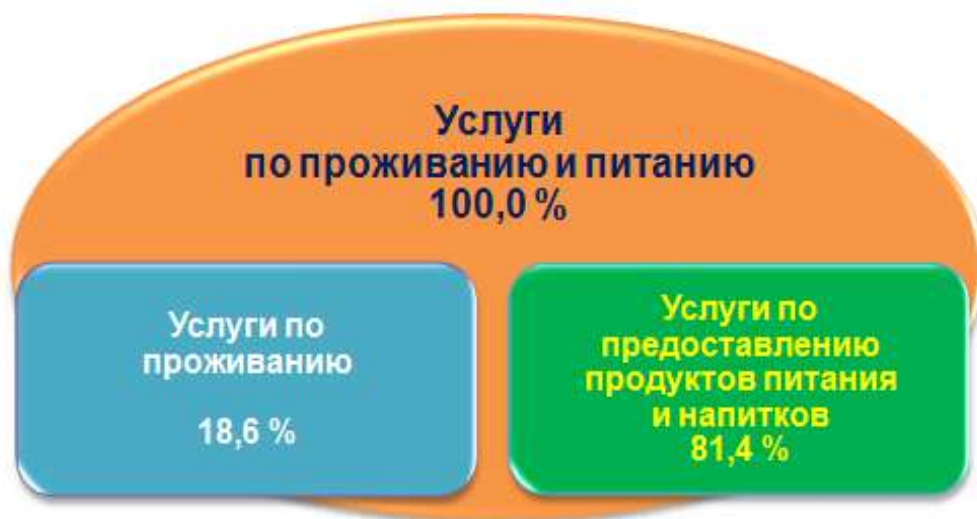 Услуги
по проживанию и питанию
100,0 %
Услуги по
проживанию
18,6 %
Услуги по
предоставлению
продуктов питания
и напитков
81,4 %